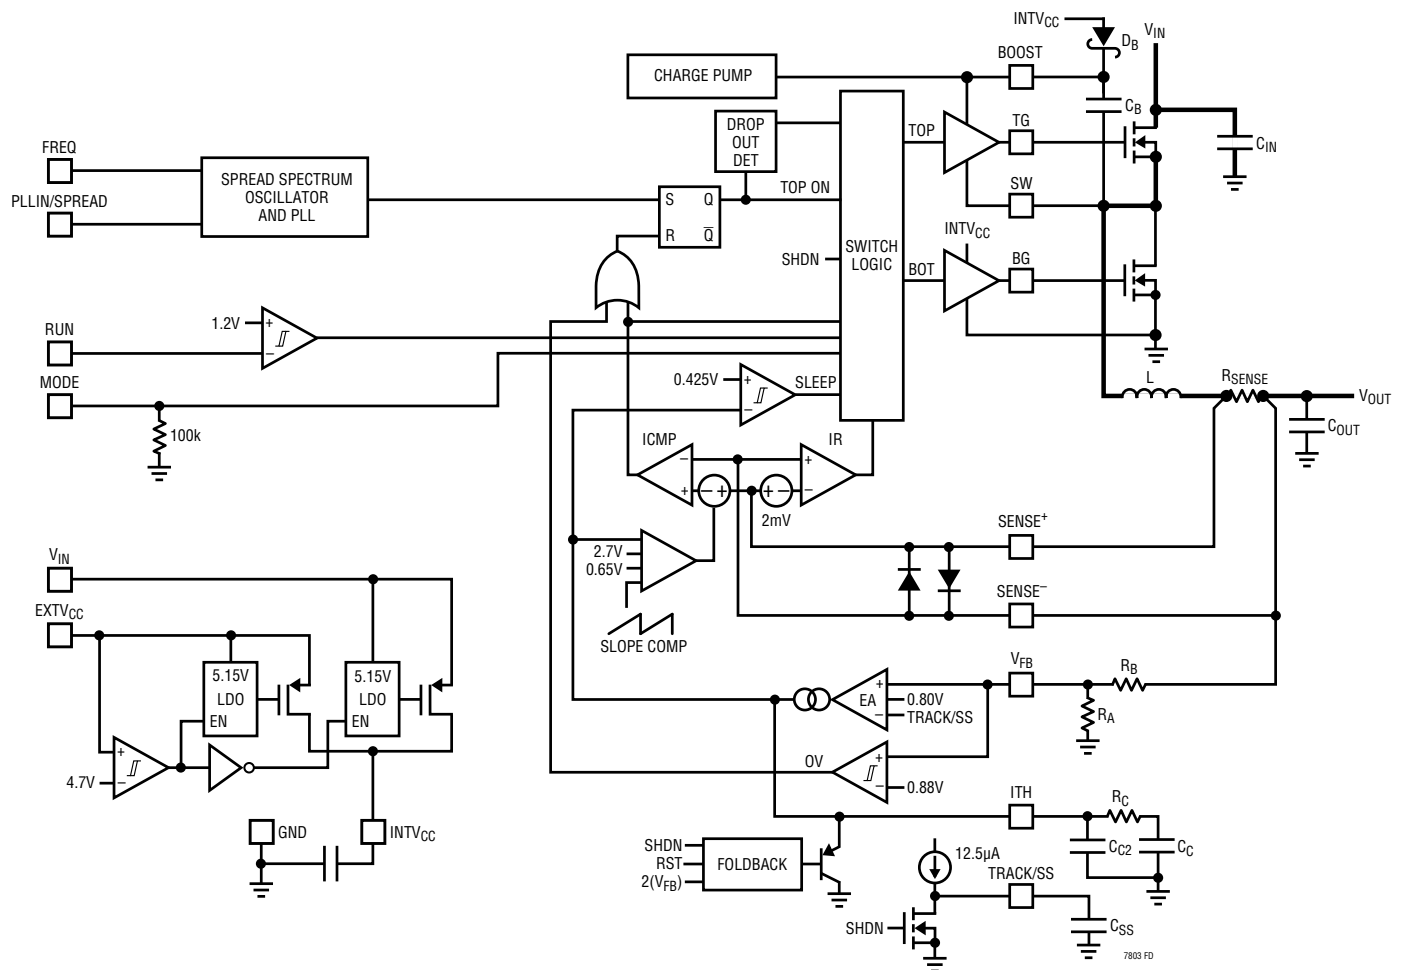 INTVCC
DB
VIN
BOOST
CHARGE PUMP
CB
DROP
OUT
DET
TOP
TG
CIN
FREQ
SPREAD SPECTRUM
OSCILLATOR
AND PLL
PLLIN/SPREAD
S Q
R Q̅
TOP ON
SW
SWITCH
LOGIC
INTVCC
SHDN
BOT
BG
1.2V
+
−
RUN
MODE
100k
0.425V
+
−
SLEEP
L
RSENSE
VOUT
COUT
ICMP
−
+
− +
+ −
2mV
IR
+
−
SENSE+
2.7V
0.65V
SLOPE COMP
SENSE−
VIN
EXTVCC
5.15V
LDO
EN
5.15V
LDO
EN
+
−
4.7V
GND
INTVCC
VFB
RB
RA
EA
+
−
0.80V
TRACK/SS
OV
+
−
0.88V
ITH
RC
CC2
CC
SHDN
RST
2(VFB)
FOLDBACK
12.5µA
TRACK/SS
SHDN
CSS
7803 FD